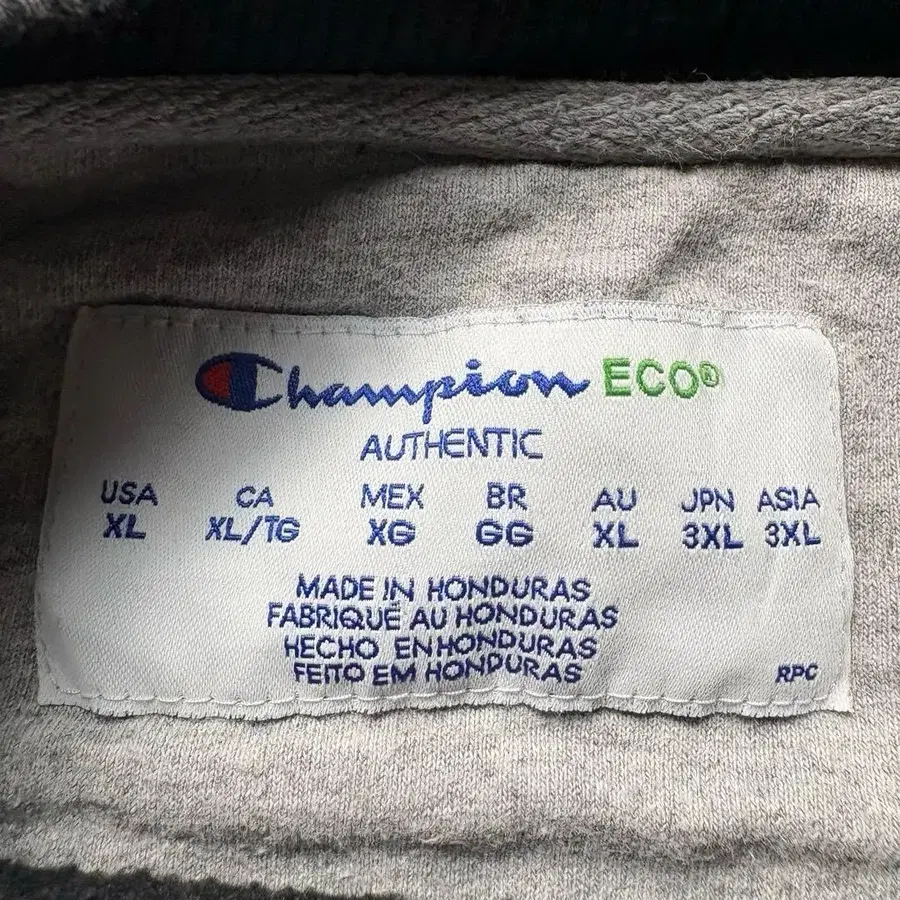 Champion ECO®
AUTHENTIC
USA CA MEX BR AU JPN ASIA
XL XL/TG XG GG XL 3XL 3XL
MADE IN HONDURAS
FABRIQUÉ AU HONDURAS
HECHO EN HONDURAS
FEITO EM HONDURAS
RPC